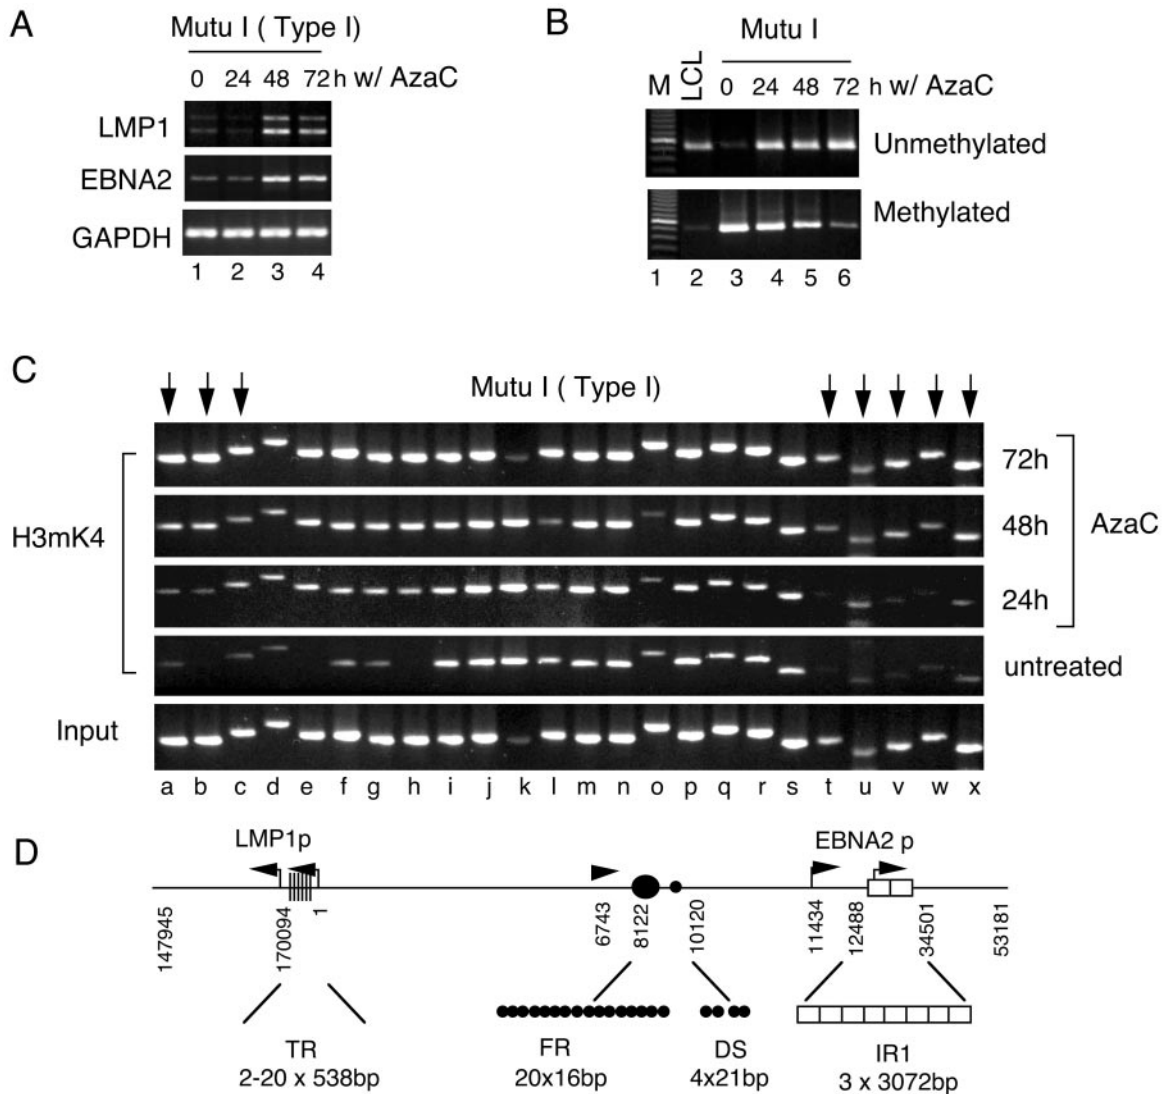 A
Mutu I ( Type I)
0 24 48 72 h w/ AzaC
LMP1
EBNA2
GAPDH
1 2 3 4
B
Mutu I
M LCL 0 24 48 72 h w/ AzaC
Unmethylated
Methylated
1 2 3 4 5 6
C
Mutu I ( Type I)
H3mK4
72h
48h
24h
AzaC
untreated
Input
a b c d e f g h i j k l m n o p q r s t u v w x
D
LMP1p
EBNA2 p
147945 170094 1 6743 8122 10120 11434 12488 34501 53181
TR FR DS IR1
2-20 x 538bp 20x16bp 4x21bp 3 x 3072bp